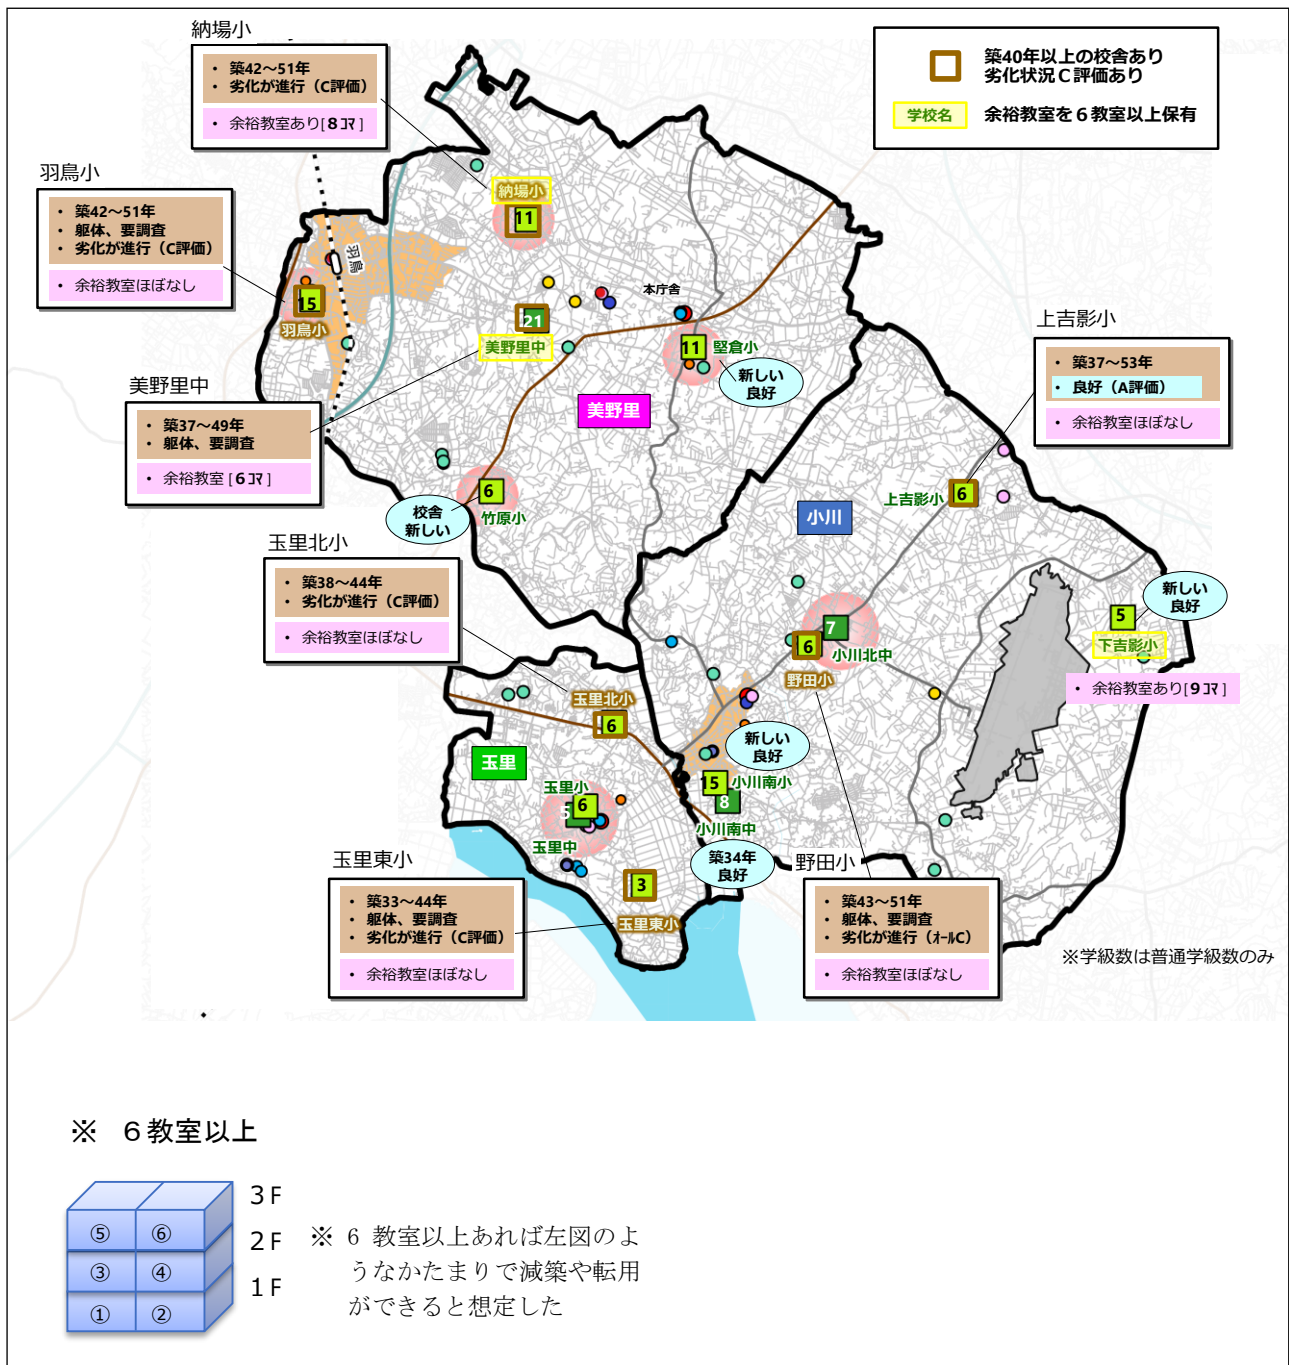 納場小
・ 築42～51年
・ 劣化が進行（C評価）
・ 余裕教室あり[8コマ]
築40年以上の校舎あり
劣化状況Ｃ評価あり
学校名
余裕教室を６教室以上保有
羽鳥小
・ 築42～51年
・ 躯体、要調査
・ 劣化が進行（C評価）
・ 余裕教室ほぼなし
納場小
11
羽鳥
15
羽鳥小
21
美野里中
本庁舎
11
堅倉小
新しい
良好
美野里
上吉影小
・ 築37～53年
・ 良好（A評価）
・ 余裕教室ほぼなし
美野里中
・ 築37～49年
・ 躯体、要調査
・ 余裕教室 [6コマ]
6
竹原小
校舎
新しい
上吉影小
6
小川
玉里北小
・ 築38～44年
・ 劣化が進行（C評価）
・ 余裕教室ほぼなし
新しい
良好
5
下吉影小
・ 余裕教室あり[9コマ]
7
小川北中
6
野田小
玉里北小
6
玉里
新しい
良好
15
小川南小
8
小川南中
築34年
良好
玉里小
6
5
玉里中
3
玉里東小
玉里東小
・ 築33～44年
・ 躯体、要調査
・ 劣化が進行（C評価）
・ 余裕教室ほぼなし
野田小
・ 築43～51年
・ 躯体、要調査
・ 劣化が進行（オールC）
・ 余裕教室ほぼなし
※学級数は普通学級数のみ
※ ６教室以上
3F
2F
1F
⑤ ⑥
③ ④
① ②
※ 6 教室以上あれば左図のよ
うなかたまりで減築や転用
ができると想定した